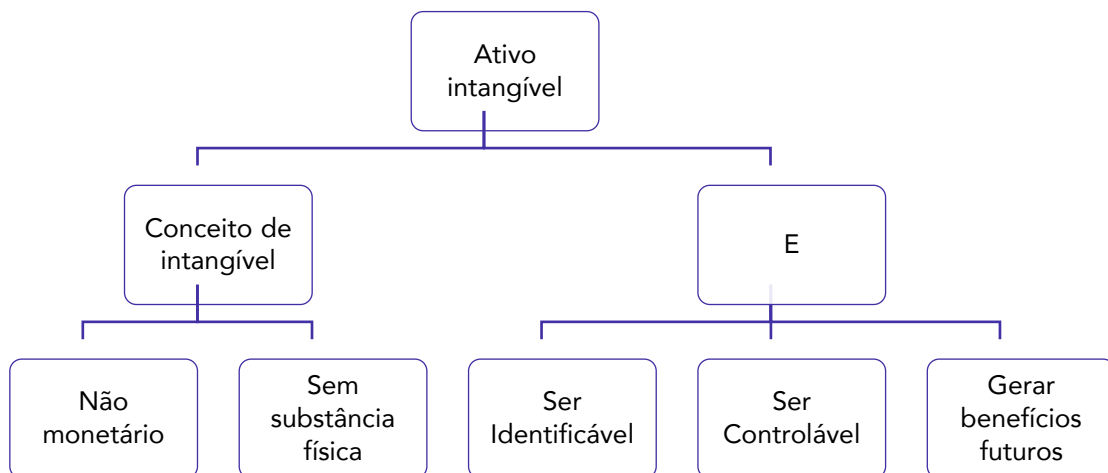 Ativo
intangível
Conceito de
intangível
E
Não
monetário
Sem
substância
física
Ser
Identificável
Ser
Controlável
Gerar
benefícios
futuros